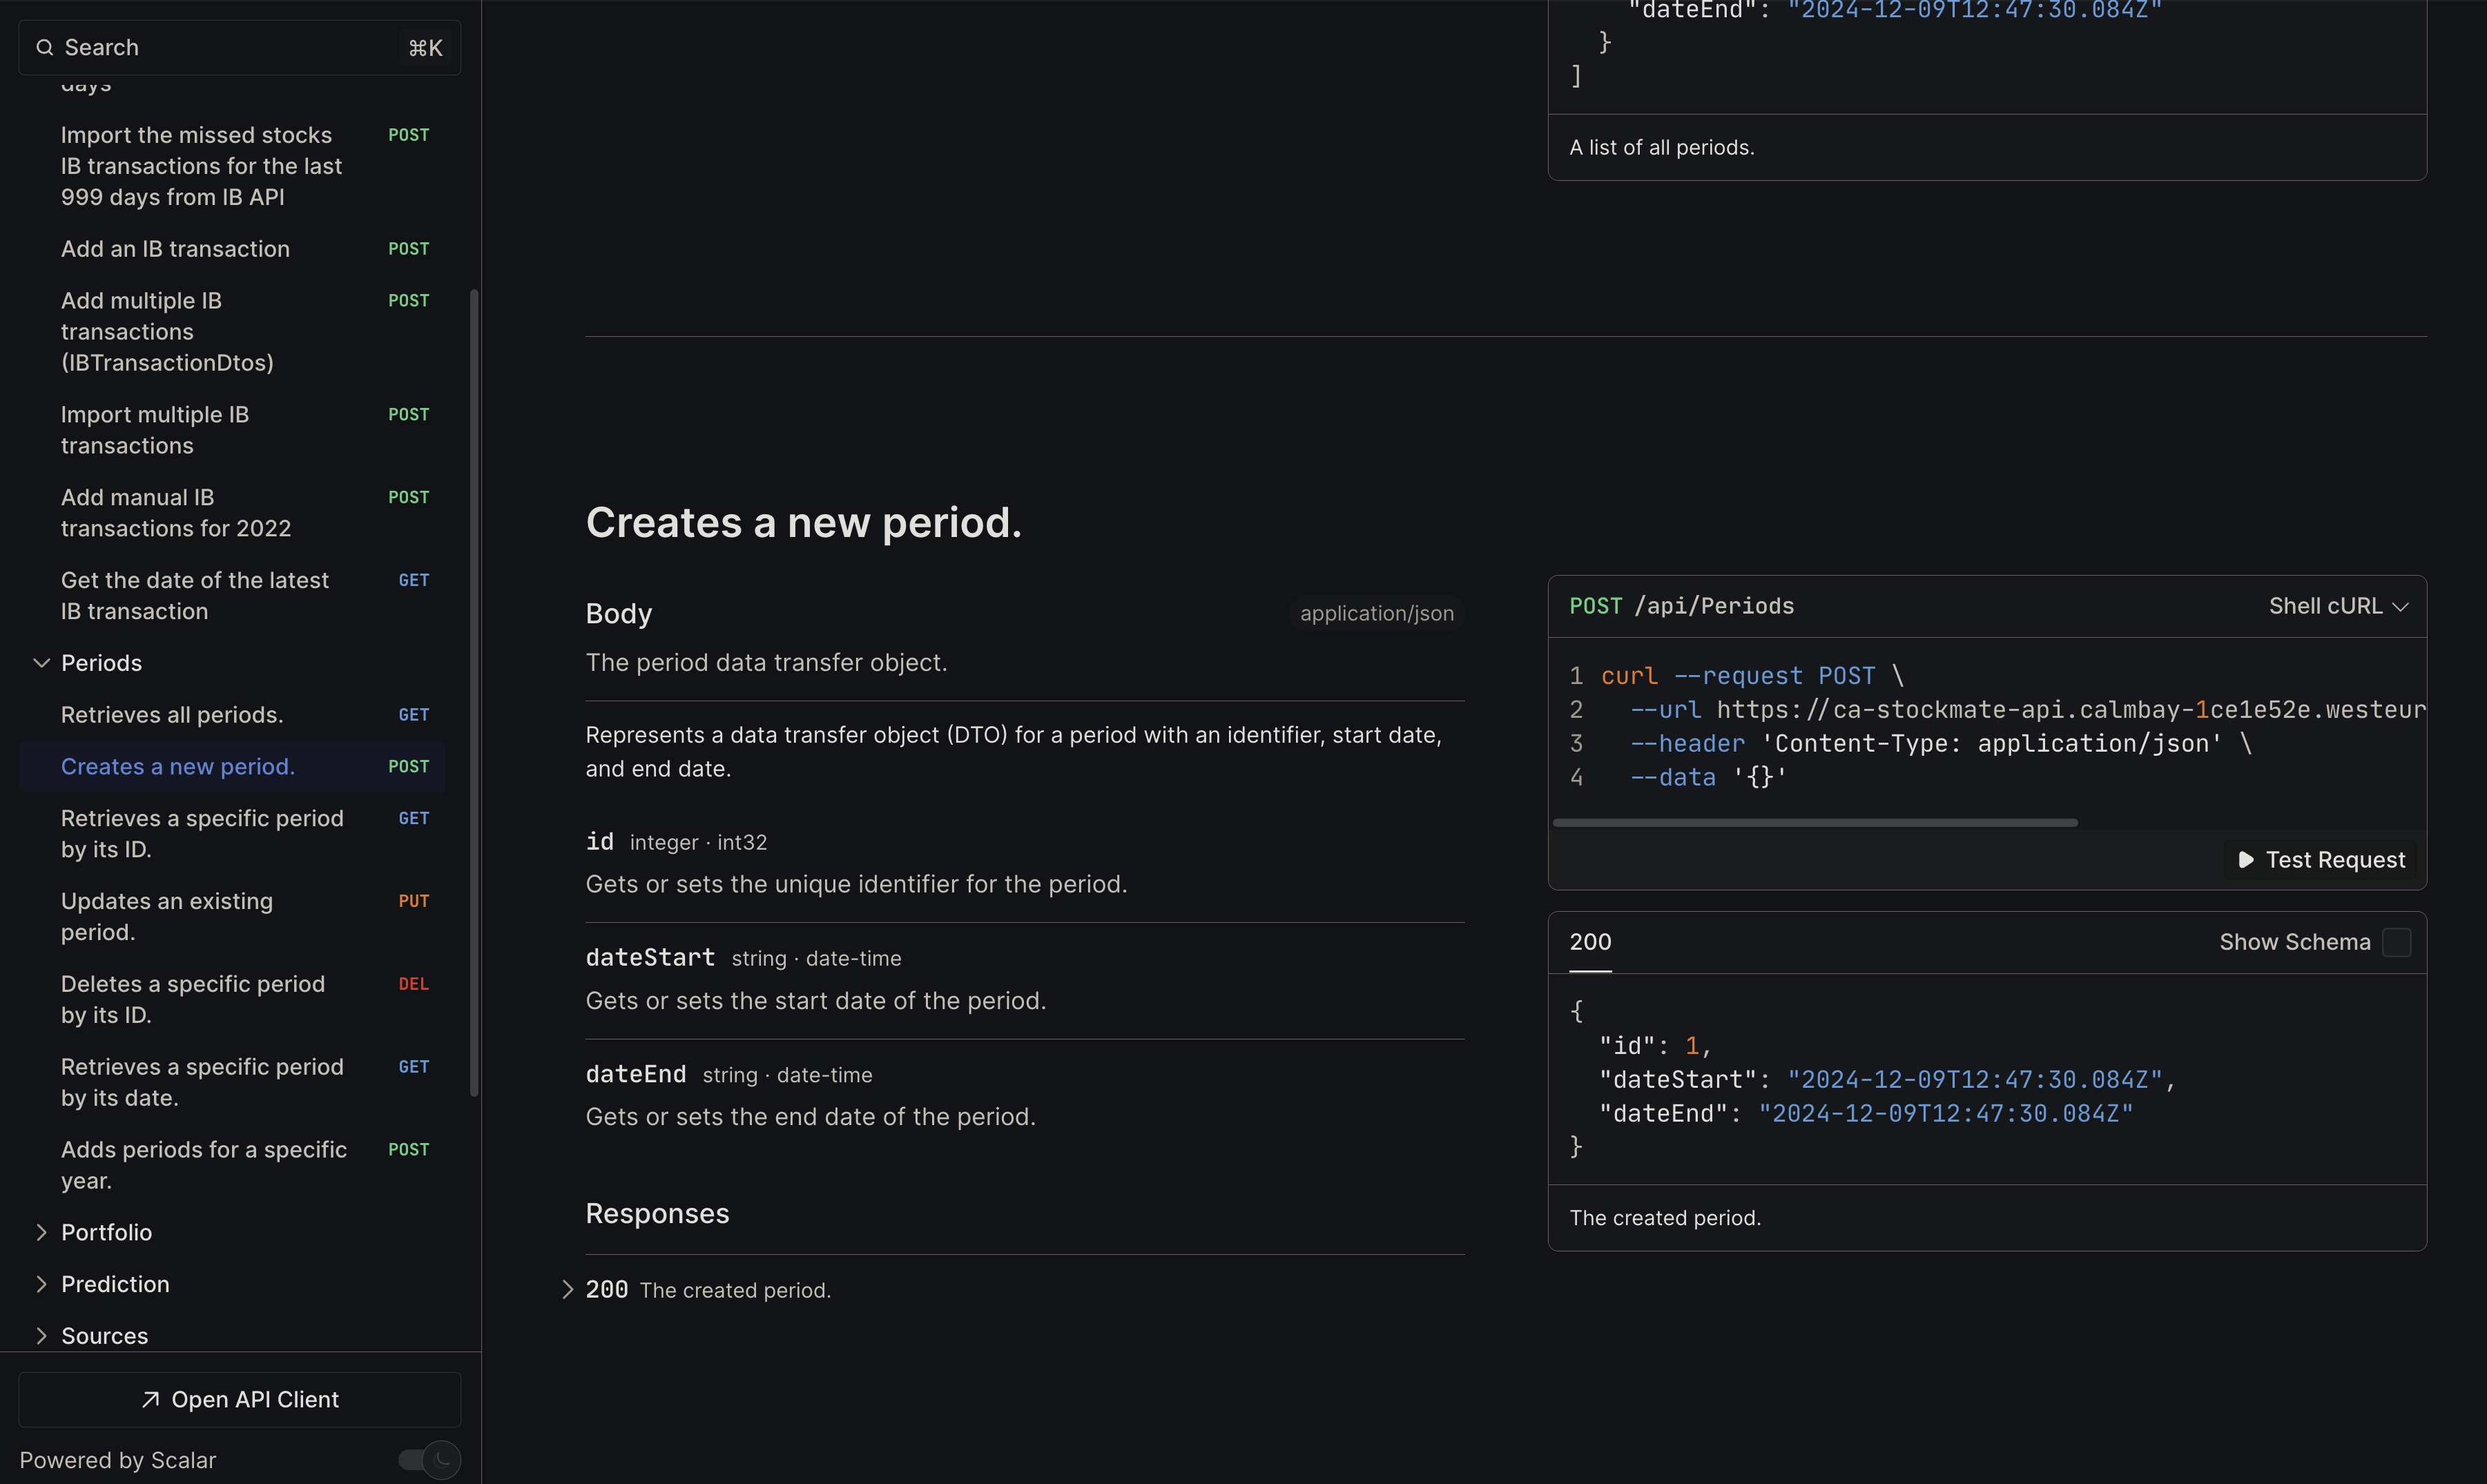 Search ⌘K
days
Import the missed stocks POST
IB transactions for the last
999 days from IB API
Add an IB transaction POST
Add multiple IB POST
transactions
(IBTransactionDtos)
Import multiple IB POST
transactions
Add manual IB POST
transactions for 2022
Get the date of the latest GET
IB transaction
Periods
Retrieves all periods. GET
Creates a new period. POST
Retrieves a specific period GET
by its ID.
Updates an existing PUT
period.
Deletes a specific period DEL
by its ID.
Retrieves a specific period GET
by its date.
Adds periods for a specific POST
year.
Portfolio
Prediction
Sources
Open API Client
Powered by Scalar
"dateEnd": "2024-12-09T12:47:30.084Z"
}
]
A list of all periods.
Creates a new period.
Body application/json
The period data transfer object.
Represents a data transfer object (DTO) for a period with an identifier, start date,
and end date.
id integer · int32
Gets or sets the unique identifier for the period.
dateStart string · date-time
Gets or sets the start date of the period.
dateEnd string · date-time
Gets or sets the end date of the period.
Responses
200 The created period.
POST /api/Periods Shell cURL
1 curl --request POST \
2 --url https://ca-stockmate-api.calmbay-1ce1e52e.westeur
3 --header 'Content-Type: application/json' \
4 --data '{}'
Test Request
200 Show Schema
{
"id": 1,
"dateStart": "2024-12-09T12:47:30.084Z",
"dateEnd": "2024-12-09T12:47:30.084Z"
}
The created period.